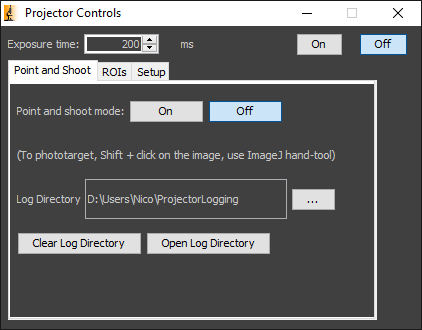 Projector Controls
Exposure time: 200 ms On Off
Point and Shoot ROIs Setup
Point and shoot mode: On Off
(To phototarget, Shift + click on the image, use ImageJ hand-tool)
Log Directory D:\Users\Nico\ProjectorLogging ...
Clear Log Directory Open Log Directory